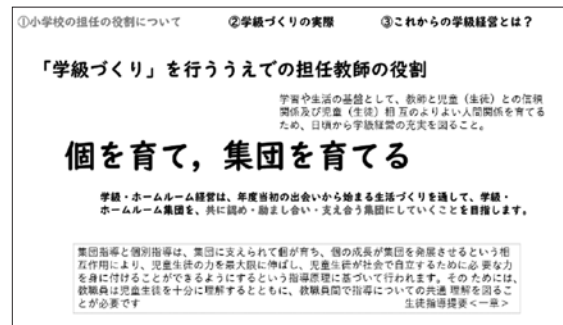 ①小学校の担任の役割について ②学級づくりの実際 ③これからの学級経営とは？
「学級づくり」を行ううえでの担任教師の役割
学習や生活の基盤として、教師と児童（生徒）との信頼
関係及び児童（生徒）相 互のよりよい人間関係を育てる
ため、日頃から学級経営の充実を図ること。
個を育て，集団を育てる
学級・ホームルーム経営は、年度当初の出会いから始まる生活づくりを通して、学級・
ホームルーム集団を、共に認め・励まし合い・支え合う集団にしていくことを目指します。
集団指導と個別指導は、集団に支えられて個が育ち、個の成長が集団を発展させるという相
互作用により、児童生徒の力を最大限に伸ばし、児童生徒が社会で自立するために必 要な力
を身に付けることができるようにするという指導原理に基づいて行われます。そのためには、
教職員は児童生徒を十分に理解するとともに、教職員間で指導についての共通 理解を図るこ
とが必要です 生徒指導提要＜一章＞